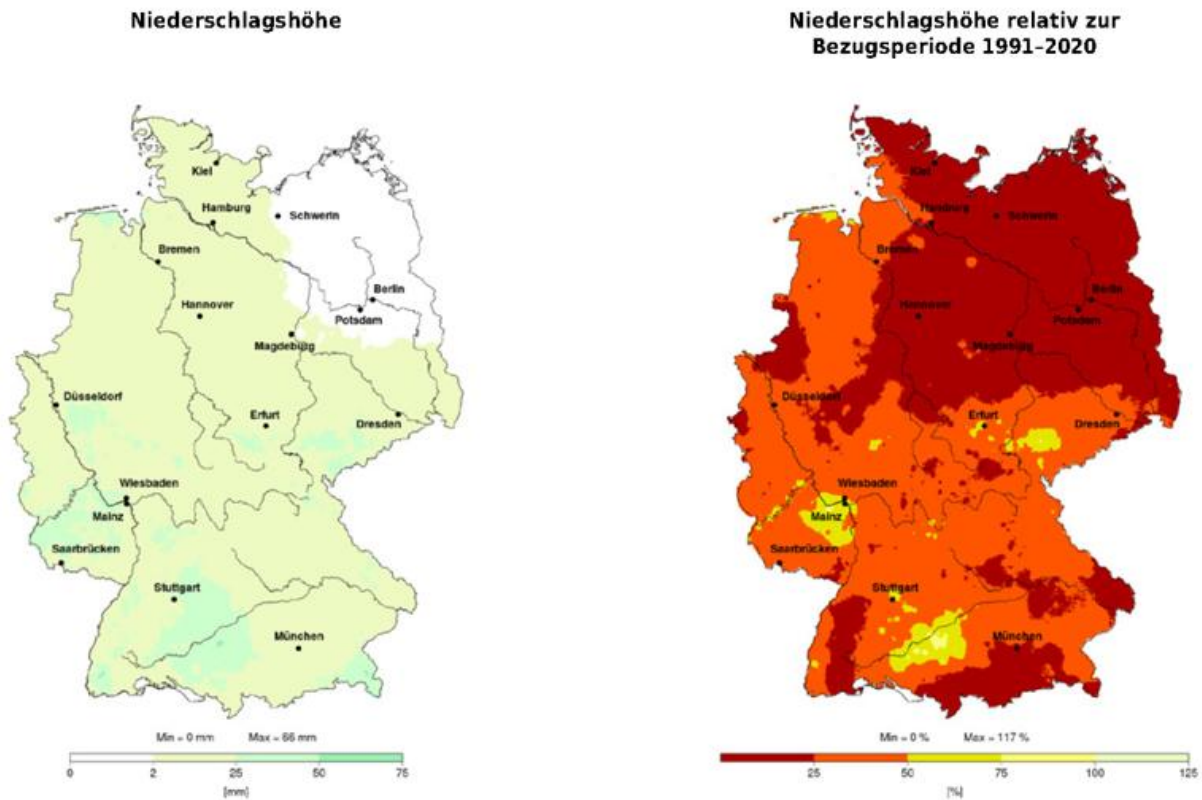 Niederschlagshöhe
Kiel
Hamburg
Schwerin
Bremen
Berlin
Hannover
Potsdam
Magdeburg
Düsseldorf
Erfurt
Dresden
Wiesbaden
Mainz
Saarbrücken
Stuttgart
München
Min = 0 mm Max = 66 mm
0 2 25 50 75
[mm]
Niederschlagshöhe relativ zur
Bezugsperiode 1991–2020
Kiel
Hamburg
Schwerin
Bremen
Berlin
Hannover
Potsdam
Magdeburg
Düsseldorf
Erfurt
Dresden
Wiesbaden
Mainz
Saarbrücken
Stuttgart
München
Min = 0 % Max = 117 %
25 50 75 100 125
[%]